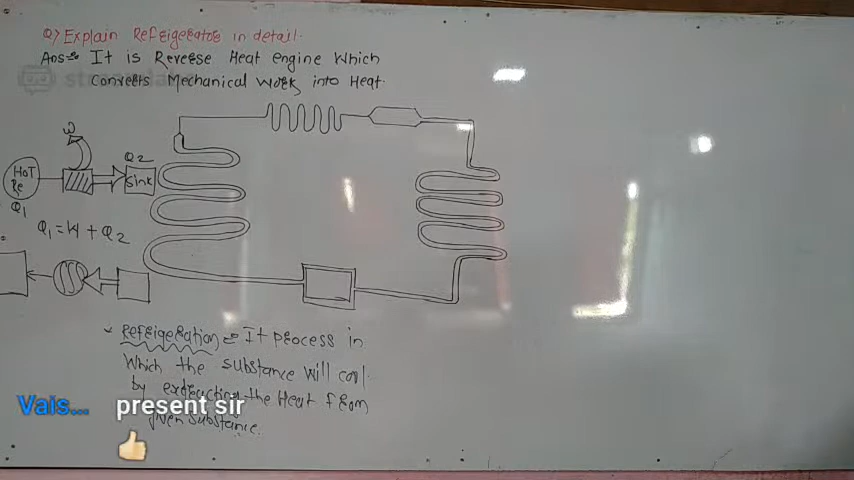 Q) Explain Refrigerator in detail.
Ans:- It is Reverse Heat engine Which
converts Mechanical Work into Heat.
W
Q2
HOT
Re
Sink
Q1
Q1 = W + Q2
Refrigeration := It process in
Which the substance will cool
by extracting the Heat from
given substance.
Vais... present sir